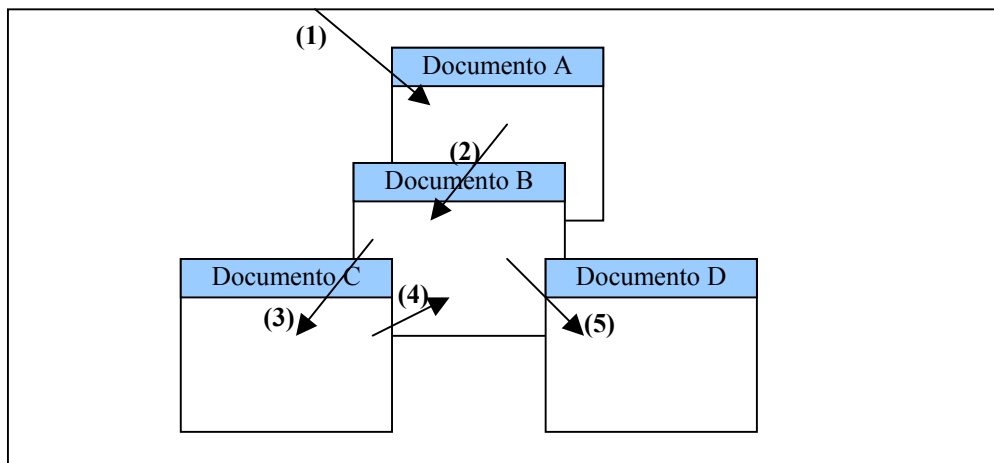 (1)
Documento A
(2)
Documento B
Documento C
Documento D
(3)
(4)
(5)